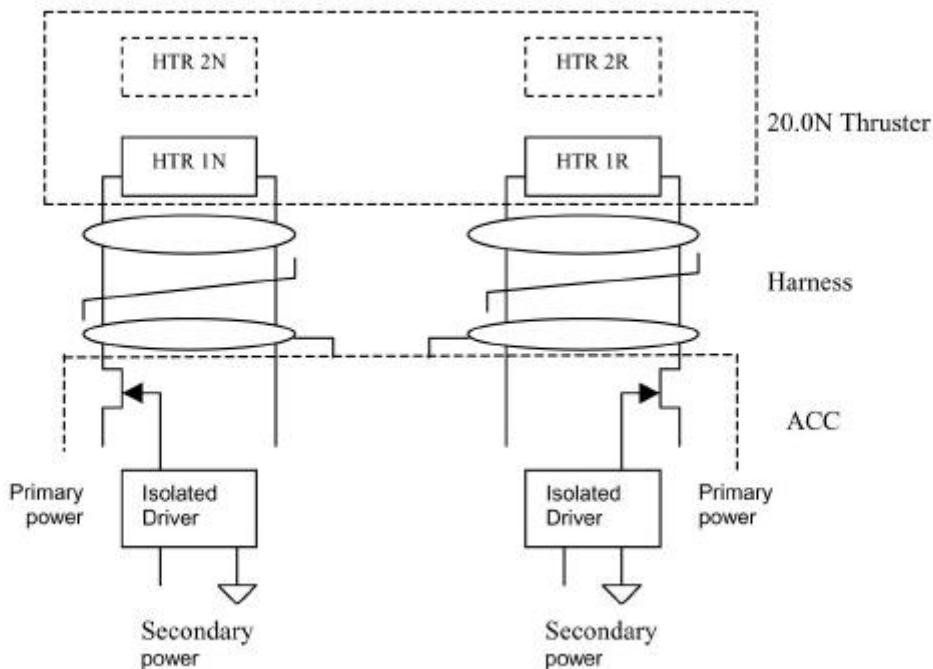 HTR 2N
HTR 2R
20.0N Thruster
HTR 1N
HTR 1R
Harness
ACC
Primary
power
Isolated
Driver
Isolated
Driver
Primary
power
Secondary
power
Secondary
power